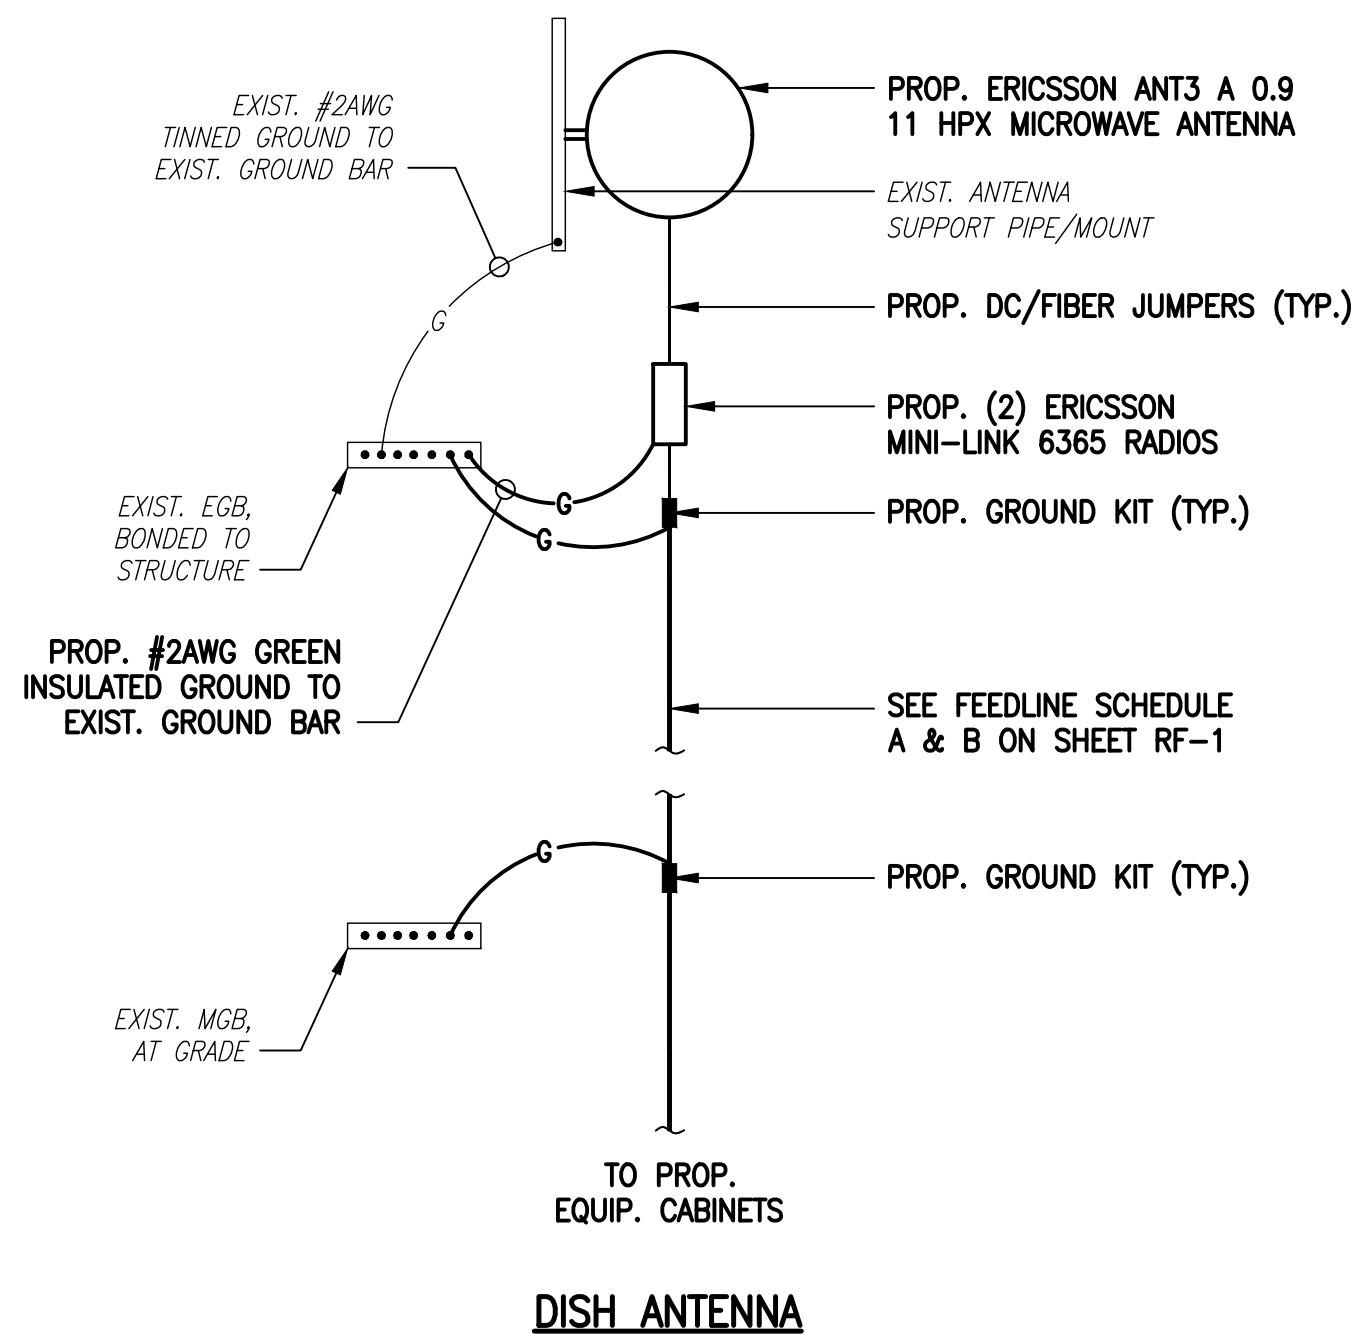 EXIST. #2AWG
TINNED GROUND TO
EXIST. GROUND BAR
PROP. ERICSSON ANT3 A 0.9
11 HPX MICROWAVE ANTENNA
EXIST. ANTENNA
SUPPORT PIPE/MOUNT
PROP. DC/FIBER JUMPERS (TYP.)
G
PROP. (2) ERICSSON
MINI-LINK 6365 RADIOS
EXIST. EGB,
BONDED TO
STRUCTURE
G
G
PROP. GROUND KIT (TYP.)
PROP. #2AWG GREEN
INSULATED GROUND TO
EXIST. GROUND BAR
SEE FEEDLINE SCHEDULE
A & B ON SHEET RF-1
G
PROP. GROUND KIT (TYP.)
EXIST. MGB,
AT GRADE
TO PROP.
EQUIP. CABINETS
DISH ANTENNA